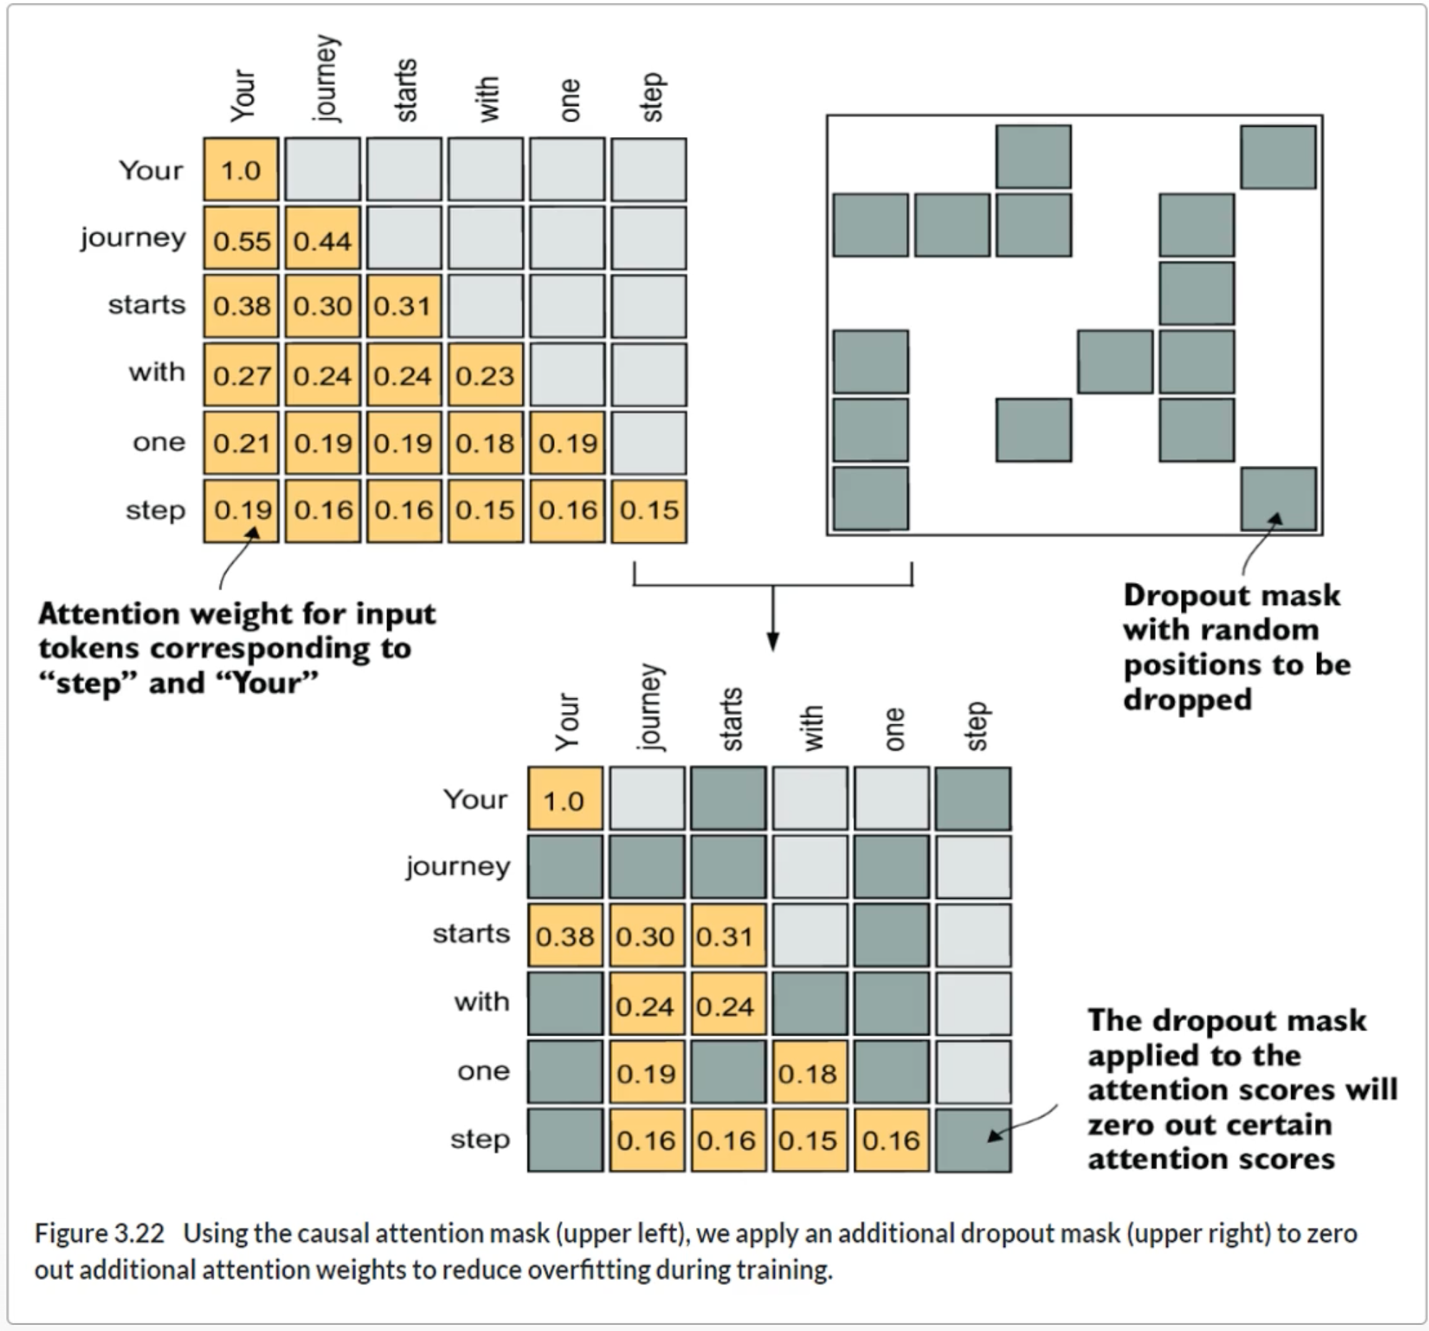 Your journey starts with one step
Your 1.0
journey 0.55 0.44
starts 0.38 0.30 0.31
with 0.27 0.24 0.24 0.23
one 0.21 0.19 0.19 0.18 0.19
step 0.19 0.16 0.16 0.15 0.16 0.15
Attention weight for input
tokens corresponding to
“step” and “Your”
Dropout mask
with random
positions to be
dropped
Your journey starts with one step
Your 1.0
journey
starts 0.38 0.30 0.31
with 0.24 0.24
one 0.19 0.18
step 0.16 0.16 0.15 0.16
The dropout mask
applied to the
attention scores will
zero out certain
attention scores
Figure 3.22 Using the causal attention mask (upper left), we apply an additional dropout mask (upper right) to zero
out additional attention weights to reduce overfitting during training.